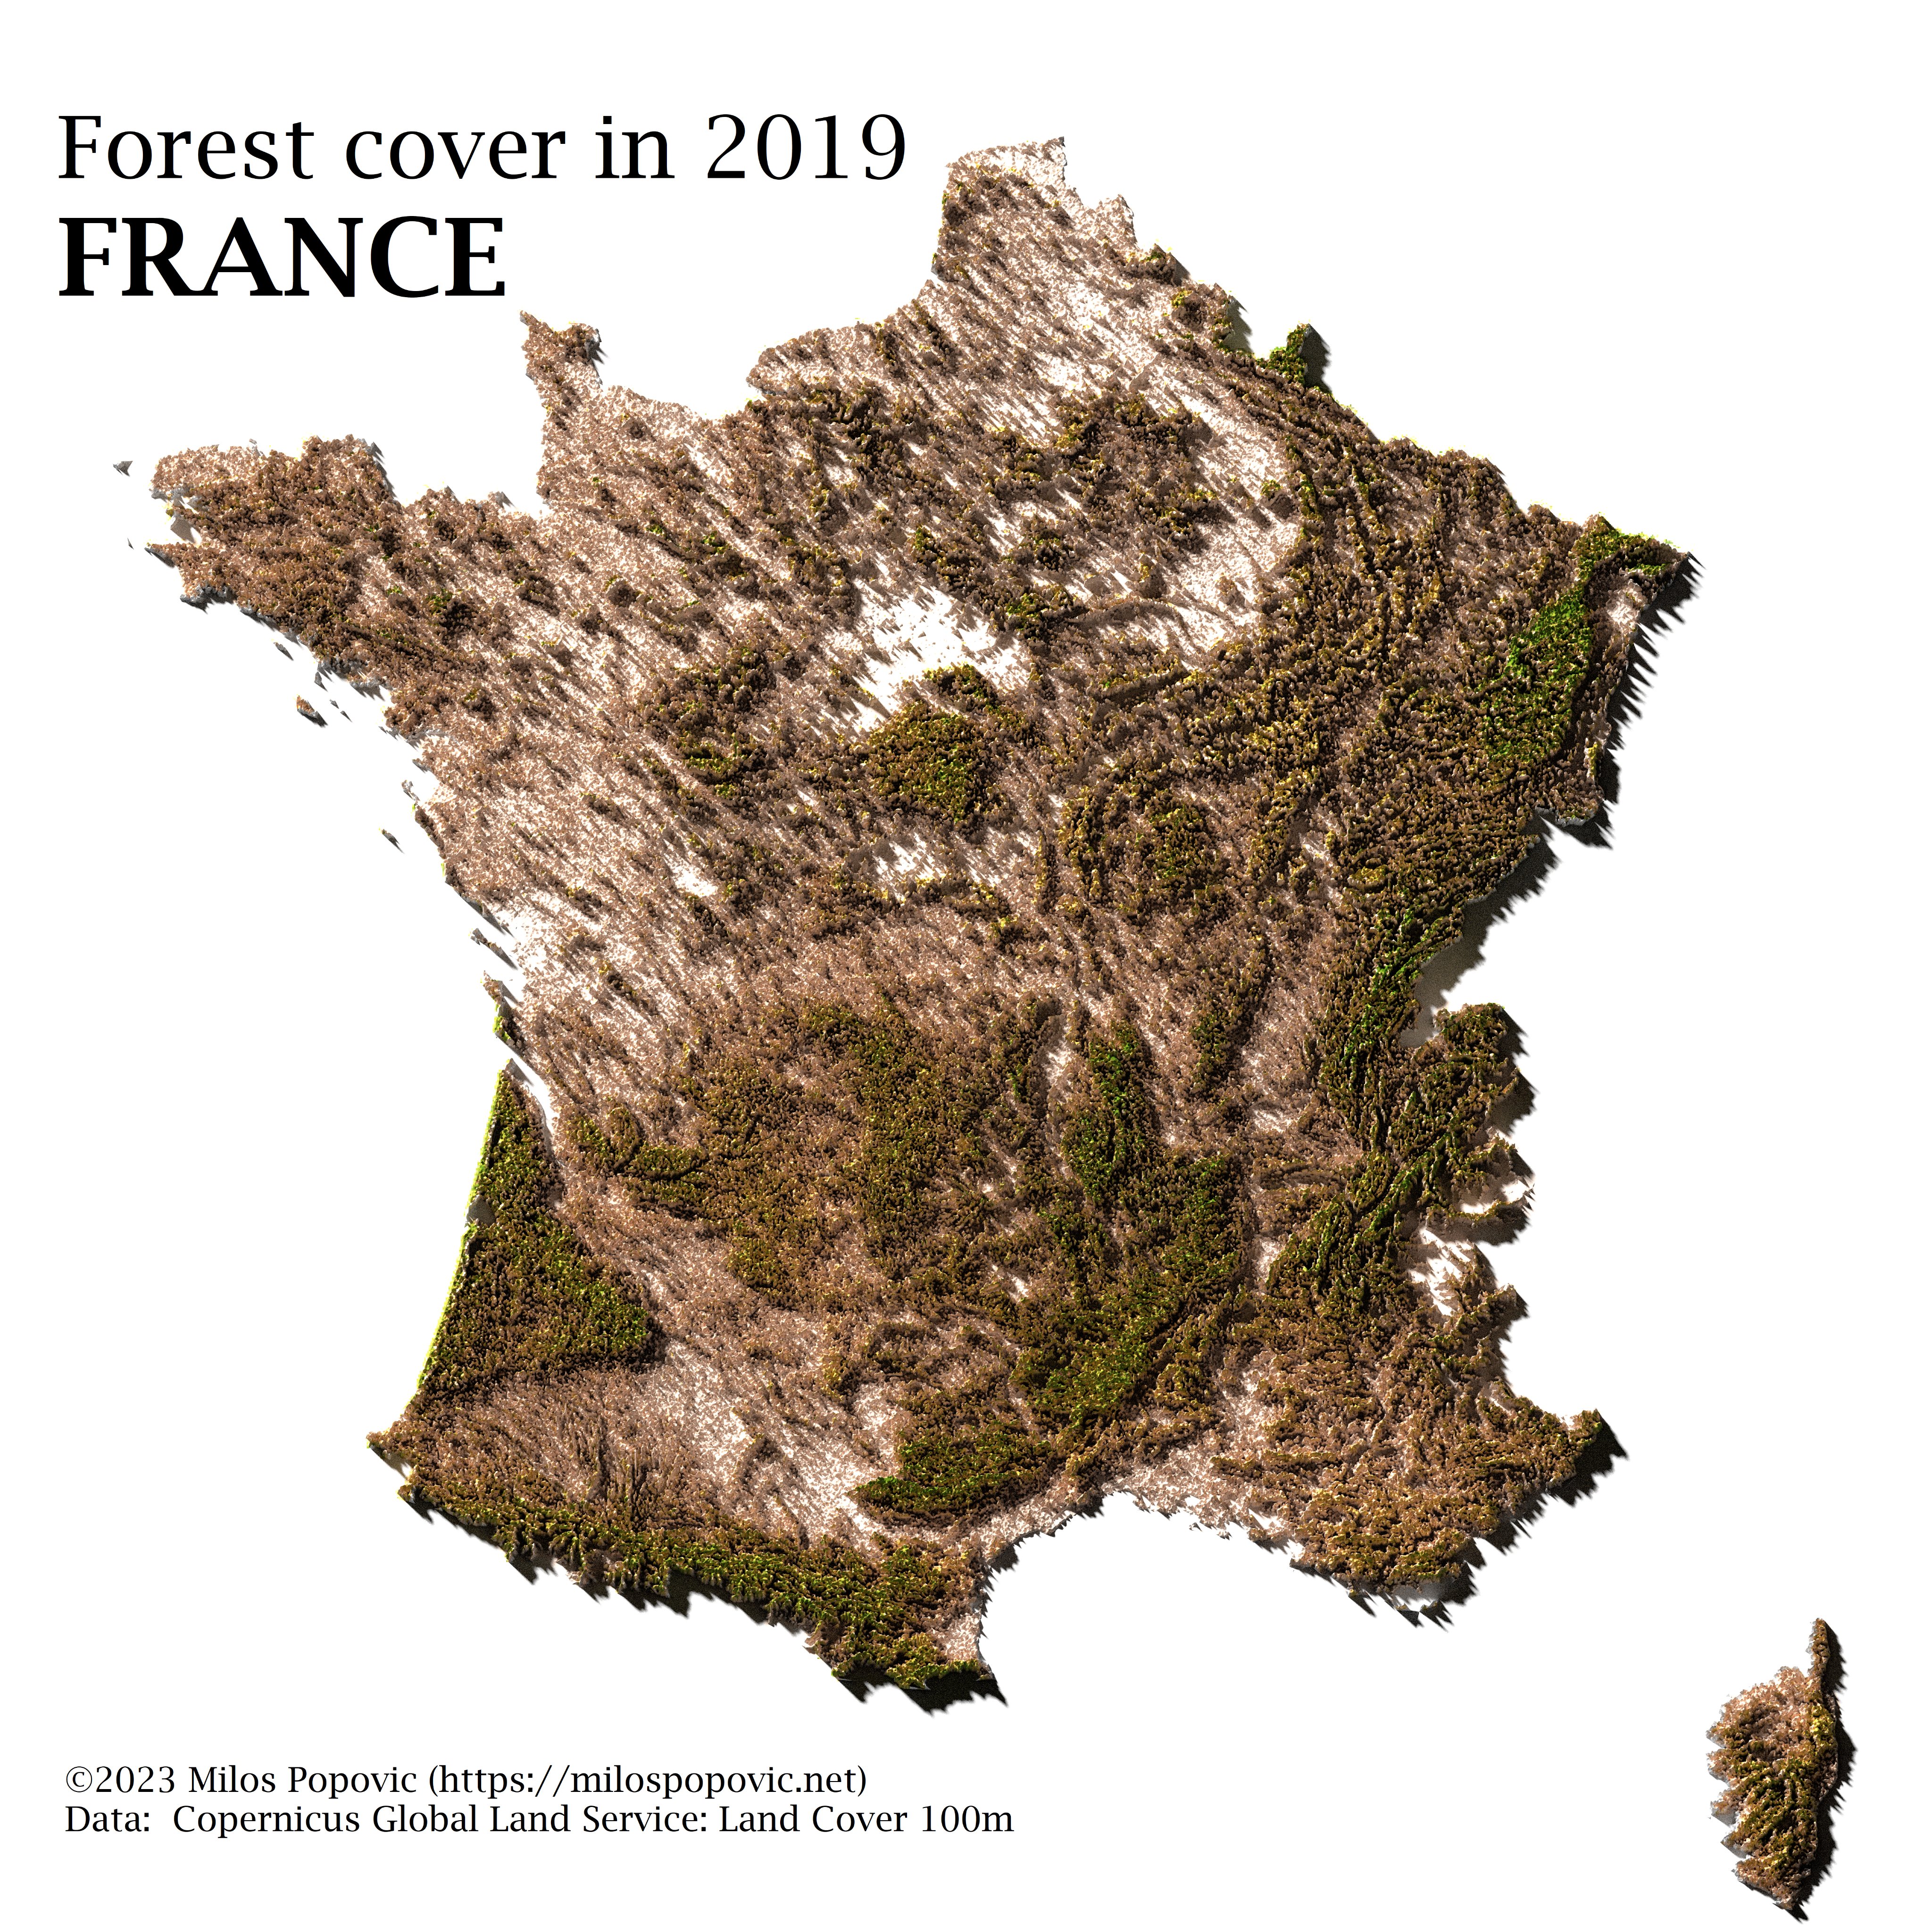 Forest cover in 2019
FRANCE
©2023 Milos Popovic (https://milospopovic.net)
Data:  Copernicus Global Land Service: Land Cover 100m